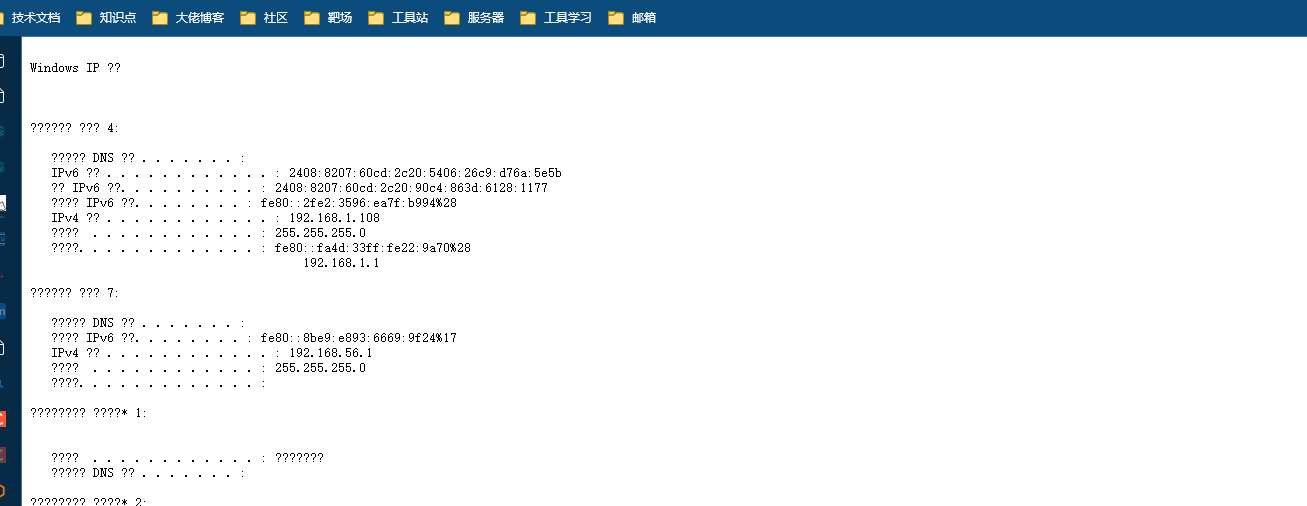 技术文档 知识点 大佬博客 社区 靶场 工具站 服务器 工具学习 邮箱
Windows IP ??
?????? ??? 4:
????? DNS ?? . . . . . . . :
IPv6 ?? . . . . . . . . . . . . : 2408:8207:60cd:2c20:5406:26c9:d76a:5e5b
?? IPv6 ??. . . . . . . . . . . : 2408:8207:60cd:2c20:90c4:863d:6128:1177
???? IPv6 ??. . . . . . . . : fe80::2fe2:3596:ea7f:b994%28
IPv4 ?? . . . . . . . . . . . . : 192.168.1.108
???? . . . . . . . . . . . . : 255.255.255.0
????. . . . . . . . . . . . . : fe80::fa4d:33ff:fe22:9a70%28
192.168.1.1
?????? ??? 7:
????? DNS ?? . . . . . . . :
???? IPv6 ??. . . . . . . . : fe80::8be9:e893:6669:9f24%17
IPv4 ?? . . . . . . . . . . . . : 192.168.56.1
???? . . . . . . . . . . . . : 255.255.255.0
????. . . . . . . . . . . . . :
???????? ????* 1:
???? . . . . . . . . . . . . : ???????
????? DNS ?? . . . . . . . :
???????? ????* 2: